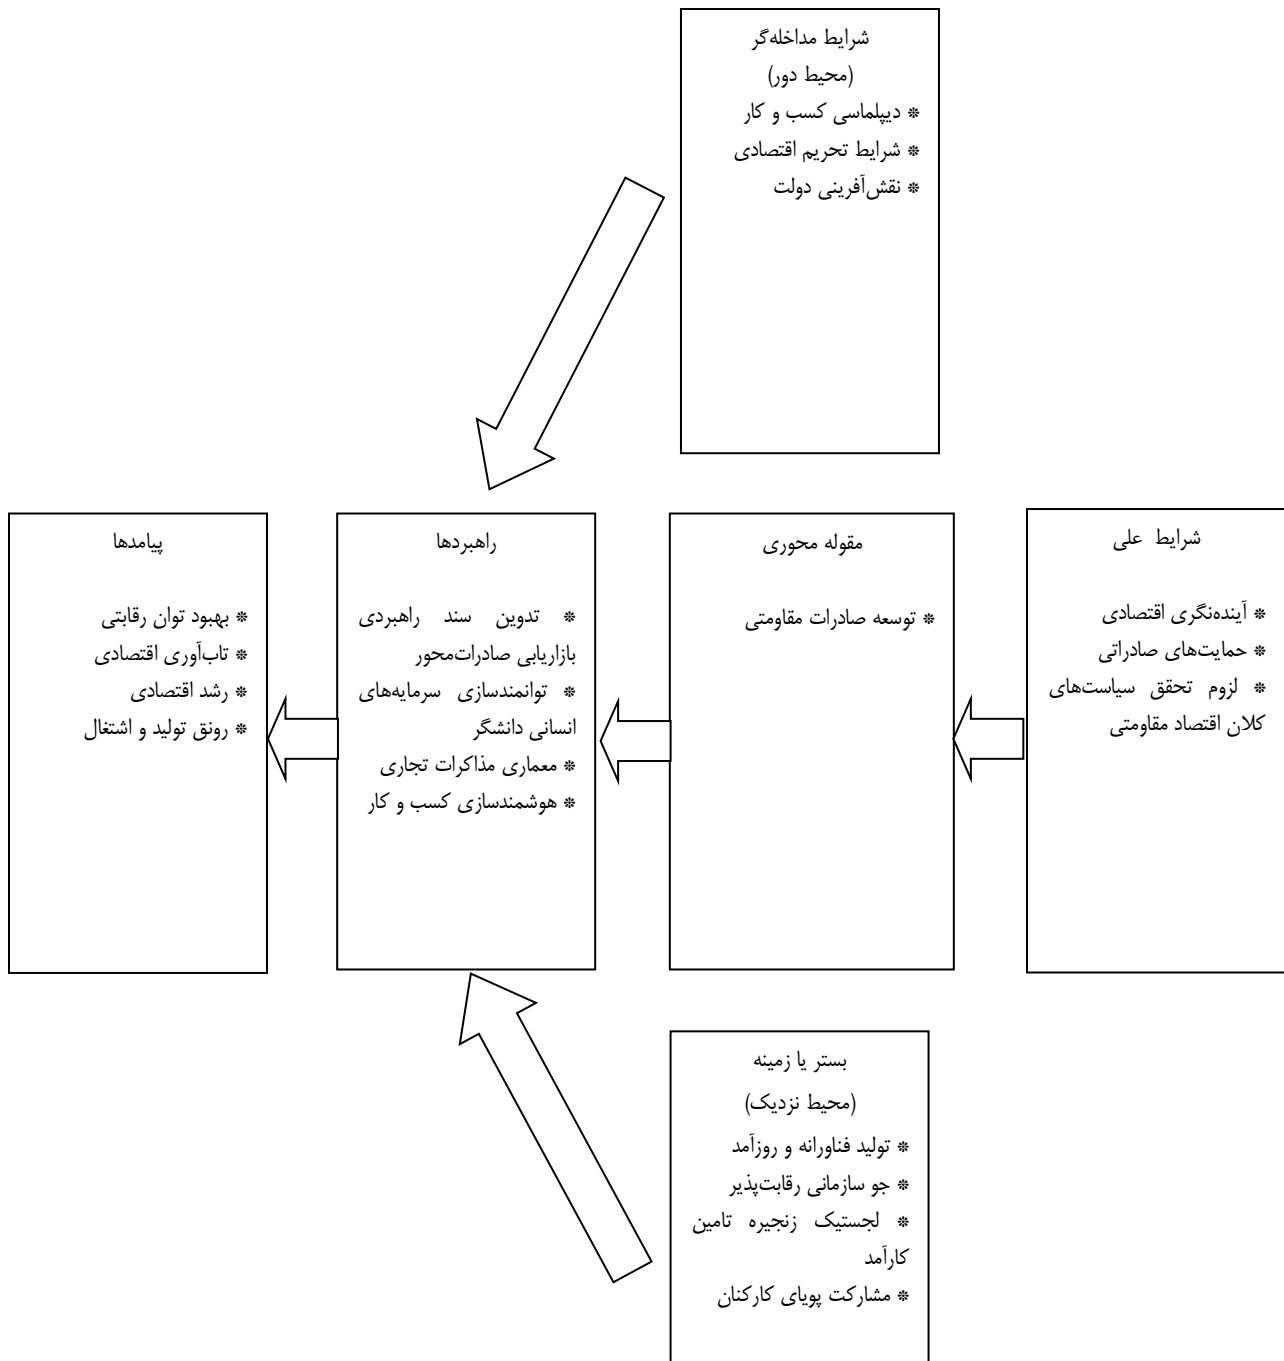 شرایط مداخله‌گر
(محیط دور)
* دیپلماسی کسب و کار
* شرایط تحریم اقتصادی
* نقش‌آفرینی دولت
شرایط علی
* آینده‌نگری اقتصادی
* حمایت‌های صادراتی
* لزوم تحقق سیاست‌های
کلان اقتصاد مقاومتی
مقوله محوری
* توسعه صادرات مقاومتی
راهبردها
* تدوین سند راهبردی
بازاریابی صادرات‌محور
* توانمندسازی سرمایه‌های
انسانی دانشگر
* معماری مذاکرات تجاری
* هوشمندسازی کسب و کار
پیامدها
* بهبود توان رقابتی
* تاب‌آوری اقتصادی
* رشد اقتصادی
* رونق تولید و اشتغال
بستر یا زمینه
(محیط نزدیک)
* تولید فناورانه و روزآمد
* جو سازمانی رقابت‌پذیر
* لجستیک زنجیره تامین
کارآمد
* مشارکت پویای کارکنان